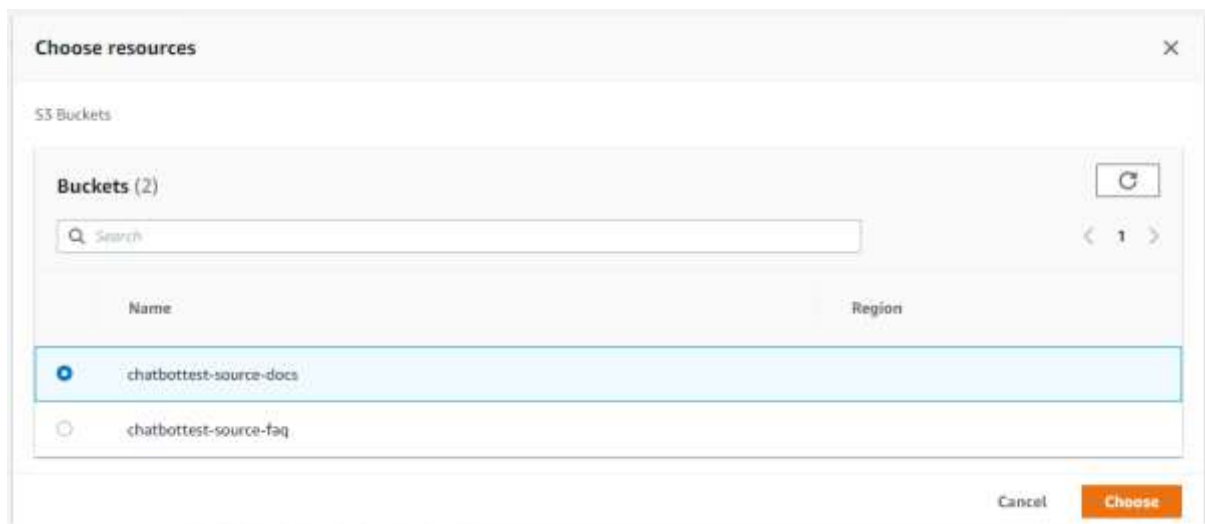 Choose resources
S3 Buckets
Buckets (2)
Search
1
Name Region
chatbottest-source-docs
chatbottest-source-faq
Cancel Choose